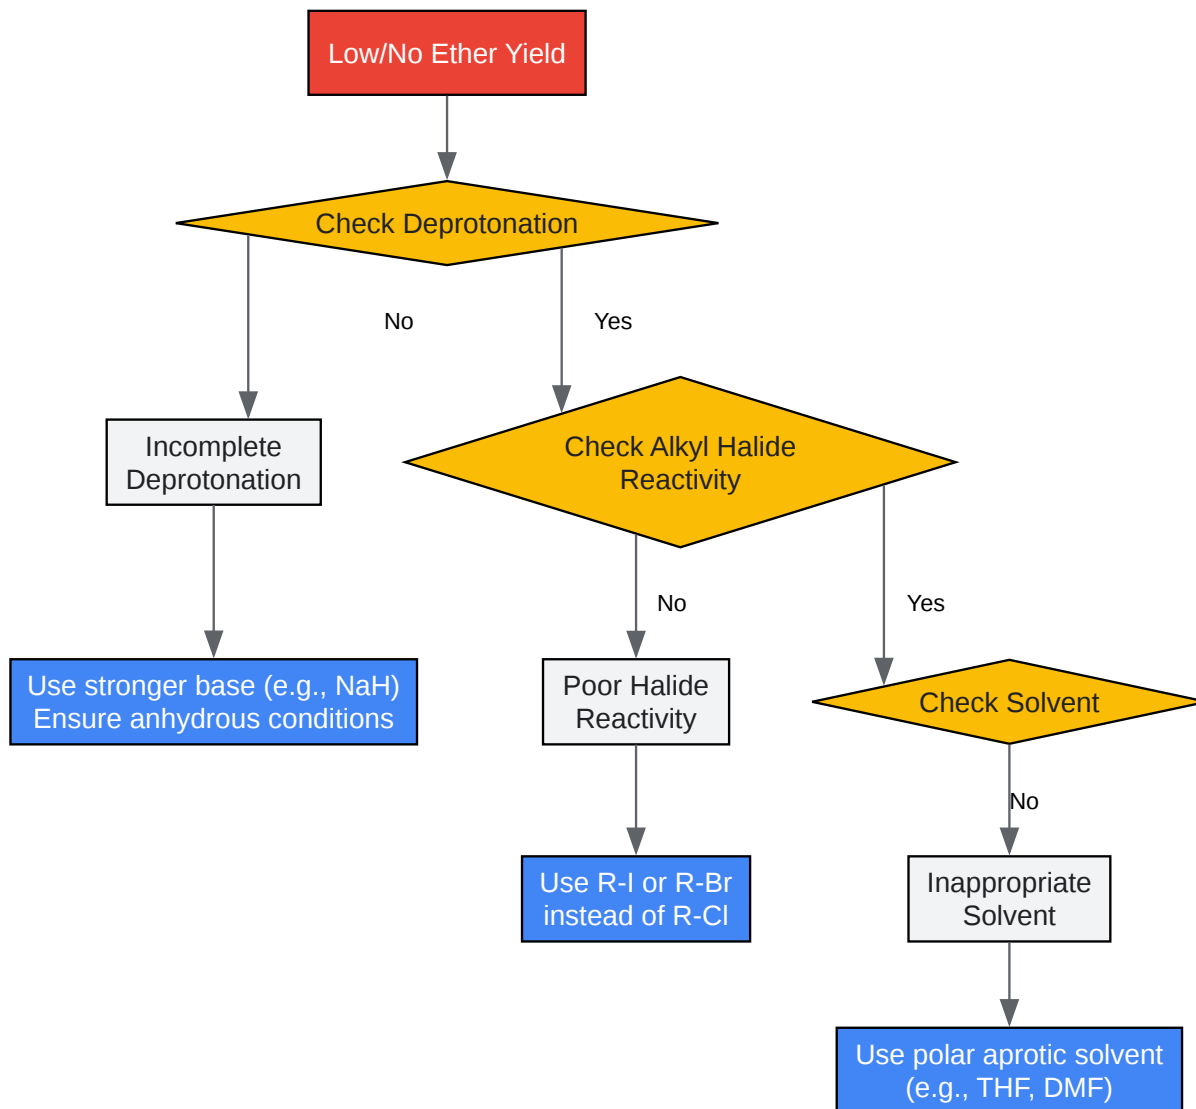 Low/No Ether Yield
Check Deprotonation
No
Yes
Incomplete
Deprotonation
Check Alkyl Halide
Reactivity
No
Yes
Use stronger base (e.g., NaH)
Ensure anhydrous conditions
Poor Halide
Reactivity
Check Solvent
No
Use R-I or R-Br
instead of R-Cl
Inappropriate
Solvent
Use polar aprotic solvent
(e.g., THF, DMF)